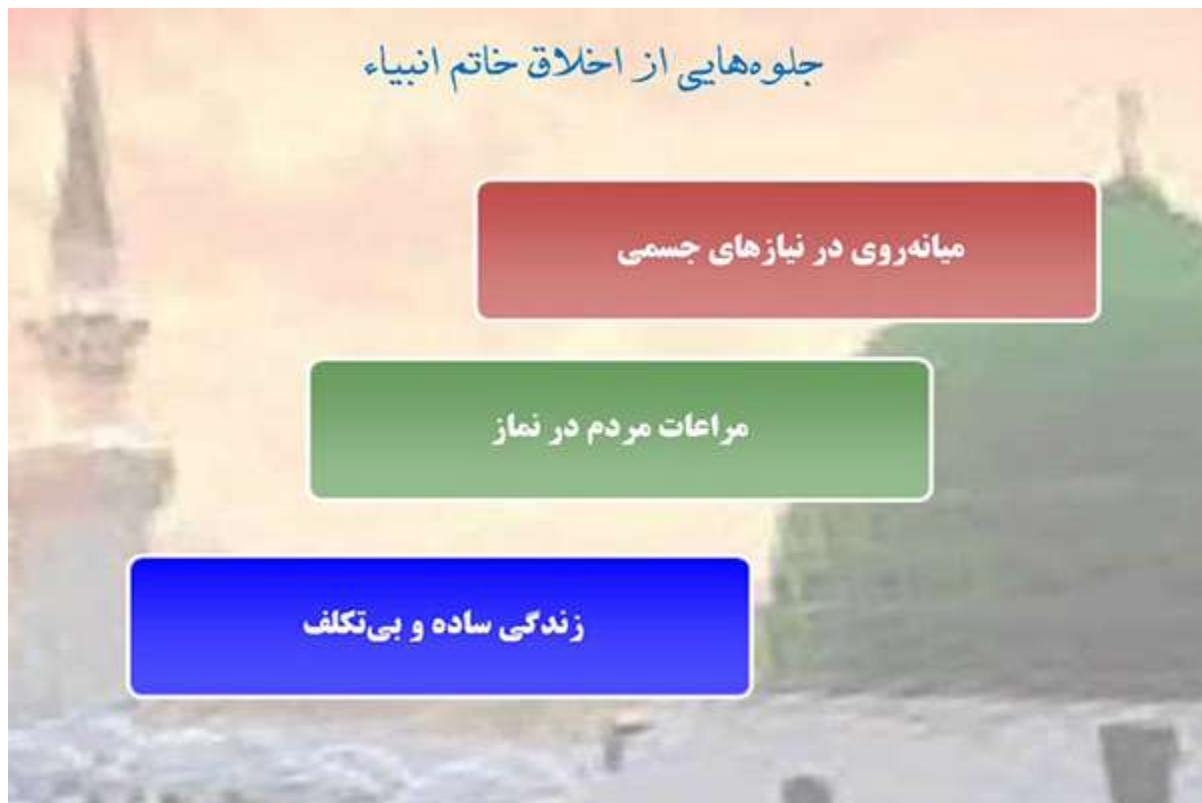 جلوه‌هایی از اخلاق خاتم انبیاء
میانه‌روی در نیازهای جسمی
مراعات مردم در نماز
زندگی ساده و بی‌تکلف